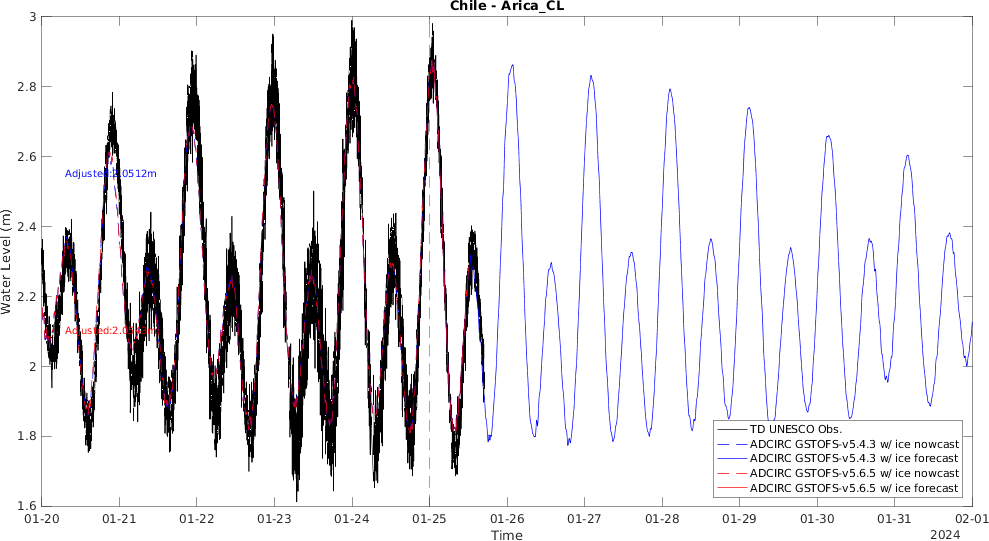 Chile - Arica_CL
3
2.8
2.6
2.4
2.2
2
1.8
1.6
Water Level (m)
Adjusted:2.0512m
TD UNESCO Obs.
ADCIRC GSTOFS-v5.4.3 w/ ice nowcast
ADCIRC GSTOFS-v5.4.3 w/ ice forecast
ADCIRC GSTOFS-v5.6.5 w/ ice nowcast
ADCIRC GSTOFS-v5.6.5 w/ ice forecast
01-20 01-21 01-22 01-23 01-24 01-25 01-26 01-27 01-28 01-29 01-30 01-31 02-01
Time
2024